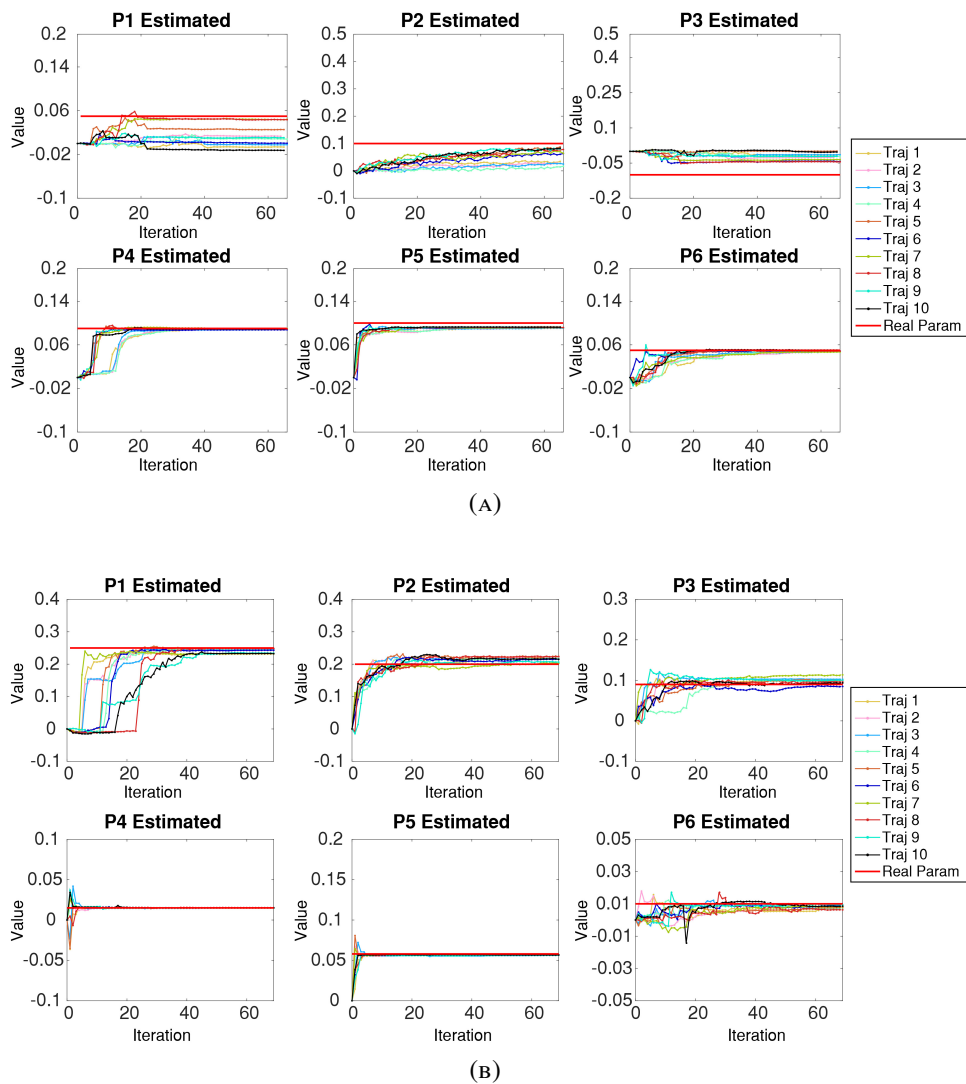 P1 Estimated P2 Estimated P3 Estimated
0.2 0.14 0.06 -0.02 -0.1
Value
0 20 40 60
Iteration
0.5 0.4 0.3 0.2 0.1 0 -0.1
Value
0 20 40 60
Iteration
0.5 0.25 0.1 -0.05 -0.2
Value
0 20 40 60
Iteration
P4 Estimated P5 Estimated P6 Estimated
0.2 0.14 0.06 -0.02 -0.1
Value
0 20 40 60
Iteration
0.2 0.14 0.06 -0.02 -0.1
Value
0 20 40 60
Iteration
0.2 0.14 0.06 -0.02 -0.1
Value
0 20 40 60
Iteration
Traj 1
Traj 2
Traj 3
Traj 4
Traj 5
Traj 6
Traj 7
Traj 8
Traj 9
Traj 10
Real Param
(A)
P1 Estimated P2 Estimated P3 Estimated
0.4 0.3 0.2 0.1 0 -0.1
Value
0 20 40 60
Iteration
0.4 0.3 0.2 0.1 0 -0.1
Value
0 20 40 60
Iteration
0.3 0.2 0.1 0 -0.1
Value
0 20 40 60
Iteration
P4 Estimated P5 Estimated P6 Estimated
0.1 0.05 0 -0.05 -0.1
Value
0 20 40 60
Iteration
0.2 0.15 0.1 0.05 0
Value
0 20 40 60
Iteration
0.05 0.03 0.01 -0.01 -0.03 -0.05
Value
0 20 40 60
Iteration
Traj 1
Traj 2
Traj 3
Traj 4
Traj 5
Traj 6
Traj 7
Traj 8
Traj 9
Traj 10
Real Param
(B)